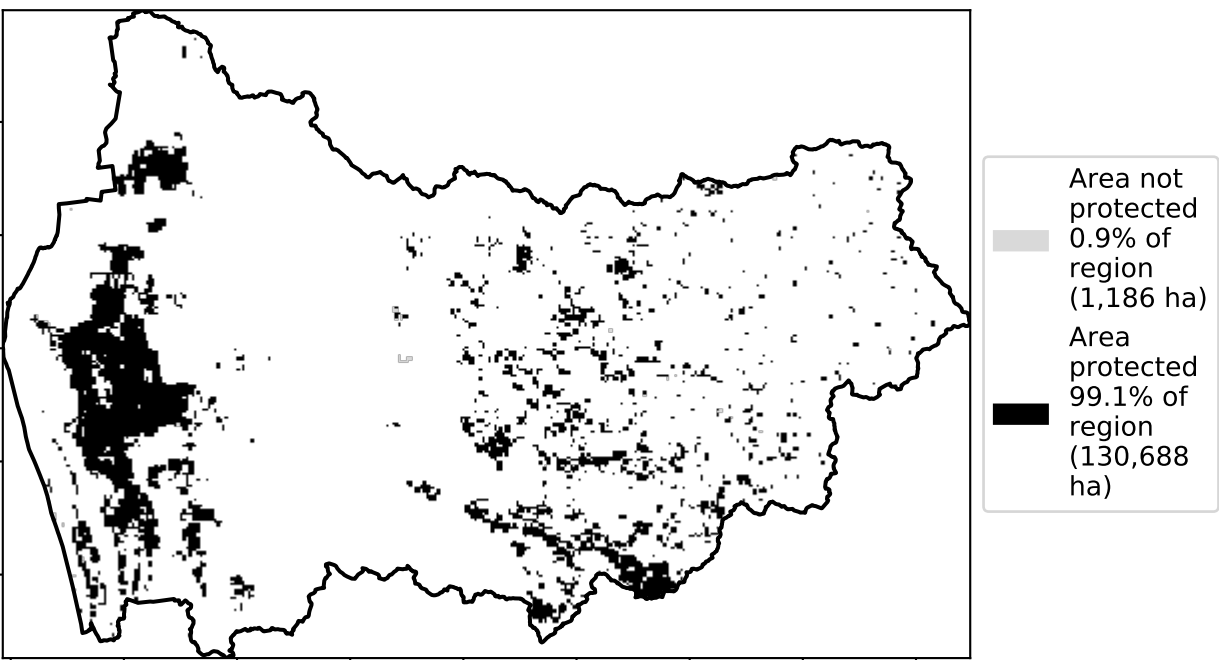 Area not
protected
0.9% of
region
(1,186 ha)
Area
protected
99.1% of
region
(130,688
ha)